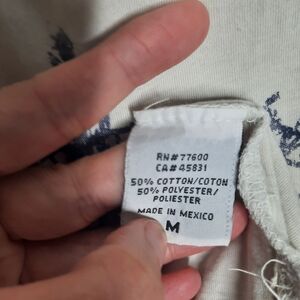 RN# 77600
CA# 45831
50% COTTON/COTON
50% POLYESTER/
POLIESTER
MADE IN MEXICO
M